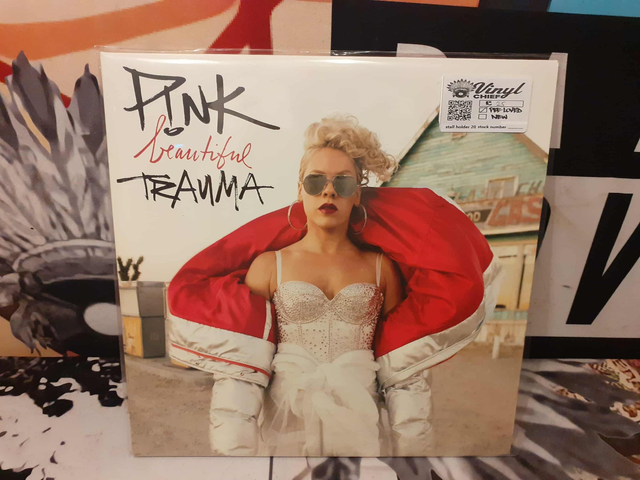 P!NK
beautiful
TRAUMA
Vinyl
CHIEF
PRE-LOVED
NEW
stall holder 20 stock number